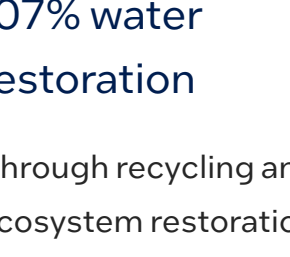 07% water
estoration
hrough recycling an
cosystem restoratio